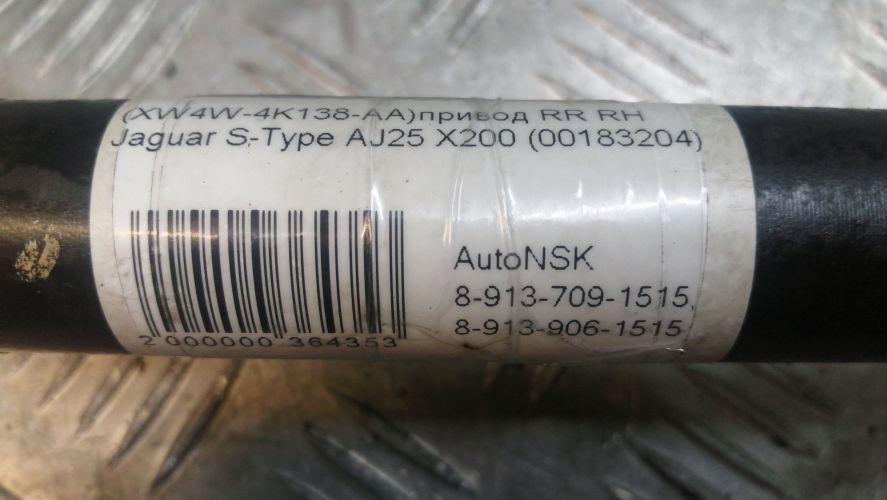 (XW4W-4K138-AA)привод RR RH
Jaguar S-Type AJ25 X200 (00183204)
AutoNSK
8-913-709-1515,
8-913-906-1515
2 000000 364353